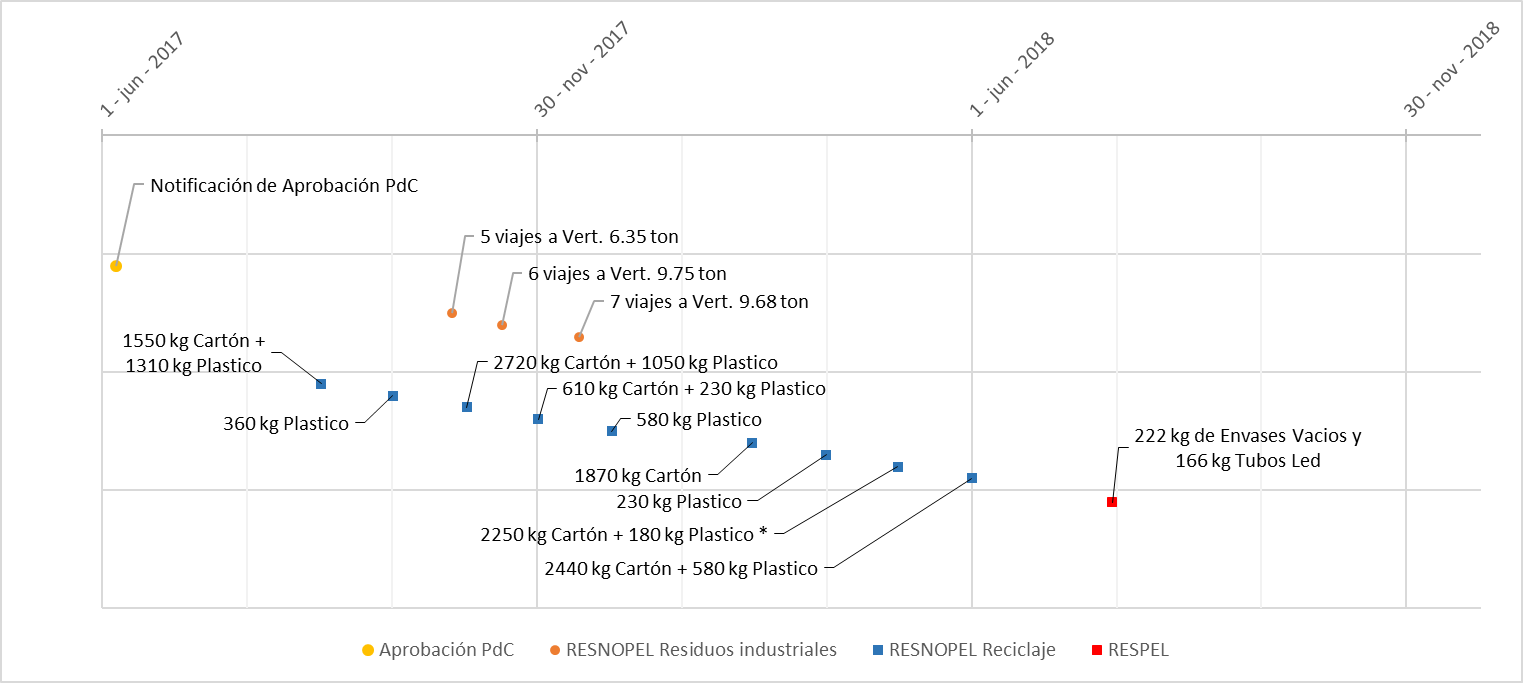 1 - jun - 2017
30 - nov - 2017
1 - jun - 2018
30 - nov - 2018
Notificación de Aprobación PdC
5 viajes a Vert. 6.35 ton
6 viajes a Vert. 9.75 ton
7 viajes a Vert. 9.68 ton
1550 kg Cartón +
1310 kg Plastico
2720 kg Cartón + 1050 kg Plastico
610 kg Cartón + 230 kg Plastico
360 kg Plastico
580 kg Plastico
222 kg de Envases Vacios y
166 kg Tubos Led
1870 kg Cartón
230 kg Plastico
2250 kg Cartón + 180 kg Plastico *
2440 kg Cartón + 580 kg Plastico
Aprobación PdC
RESNOPEL Residuos industriales
RESNOPEL Reciclaje
RESPEL